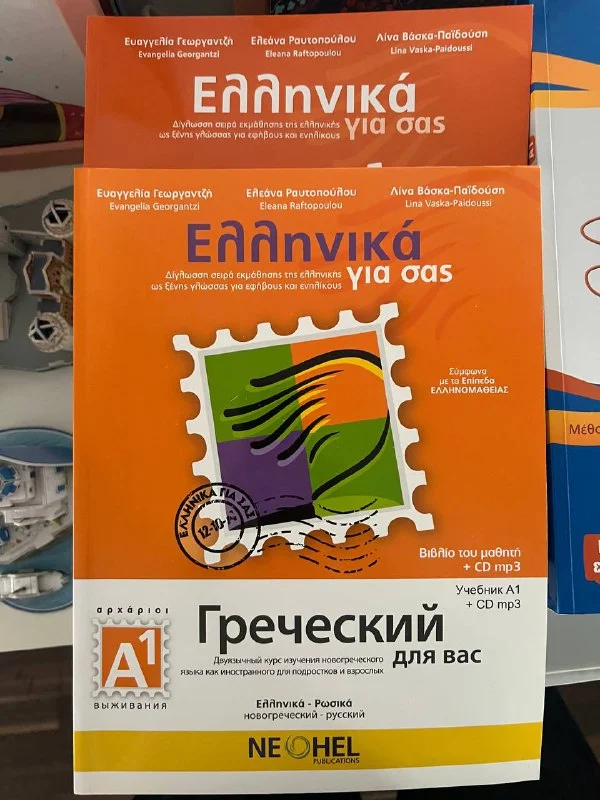 Ευαγγελία Γεωργαντζή Ελεάνα Ραυτοπούλου Λίνα Βάσκα-Παϊδούση
Evangelia Georgantzi Eleana Raftopoulou Lina Vaska-Paidoussi
Ελληνικά
για σας
Δίγλωσση σειρά εκμάθησης της ελληνικής
ως ξένης γλώσσας για εφήβους και ενηλίκους
Ευαγγελία Γεωργαντζή Ελεάνα Ραυτοπούλου Λίνα Βάσκα-Παϊδούση
Evangelia Georgantzi Eleana Raftopoulou Lina Vaska-Paidoussi
Ελληνικά
για σας
Δίγλωσση σειρά εκμάθησης της ελληνικής
ως ξένης γλώσσας για εφήβους και ενηλίκους
Σύμφωνα
με τα Επίπεδα
ΕΛΛΗΝΟΜΑΘΕΙΑΣ
ΕΛΛΗΝΙΚΑ ΓΙΑ ΣΑΣ
Βιβλίο του μαθητή
+ CD mp3
Учебник А1
+ CD mp3
αρχάριοι
A1
выживания
Греческий
для вас
Двуязычный курс изучения новогреческого
языка как иностранного для подростков и взрослых
Ελληνικά - Ρωσικά
новогреческий - русский
NEOHEL
PUBLICATIONS